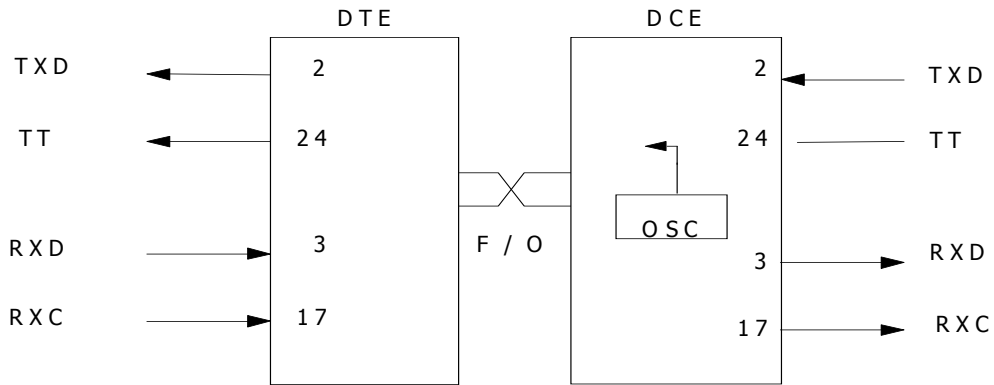 DTE
DCE
TXD
2
2
TXD
TT
24
24
TT
OSC
RXD
3
F/O
3
RXD
RXC
17
17
RXC